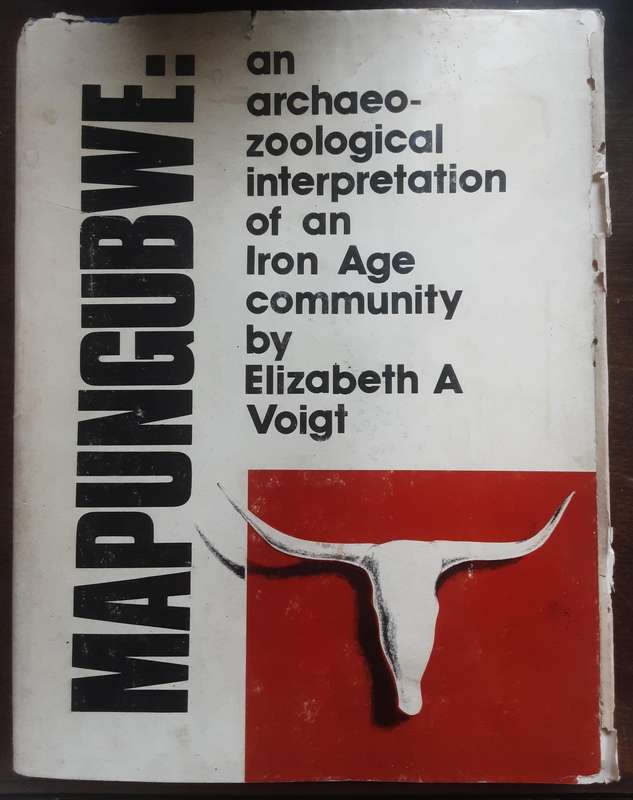 MAPUNGUBWE:
an
archaeo-
zoological
interpretation
of an
Iron Age
community
by
Elizabeth A
Voigt